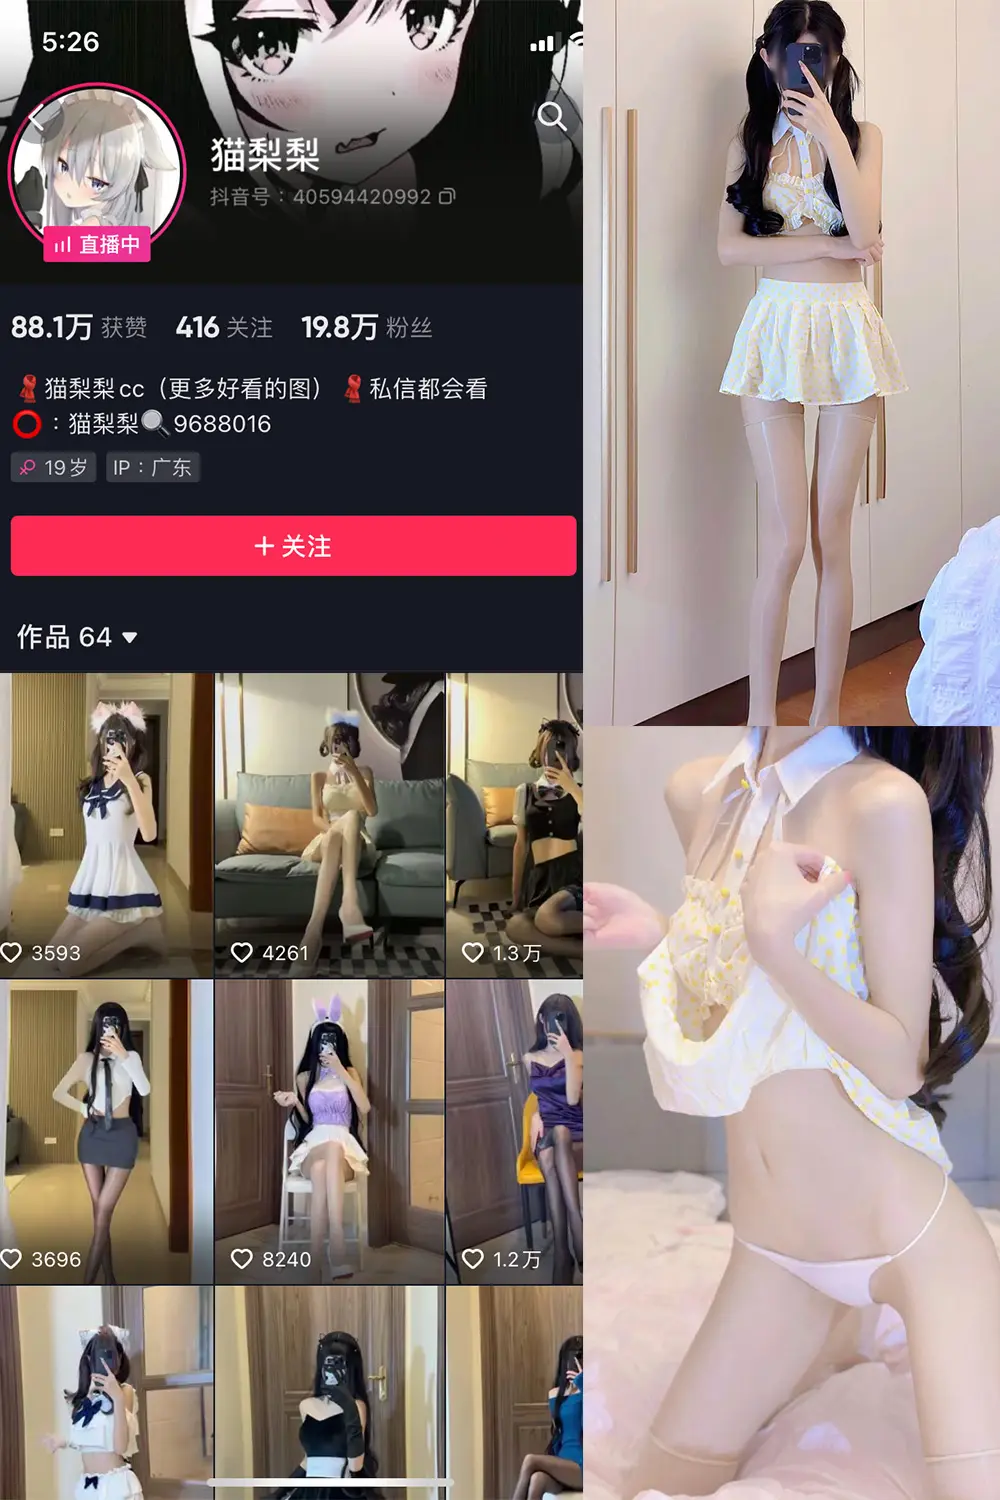 5:26
猫梨梨
抖音号：40594420992
直播中
88.1万 获赞 416 关注 19.8万 粉丝
猫梨梨cc（更多好看的图） 私信都会看
：猫梨梨🔍9688016
19岁 IP：广东
+ 关注
作品 64
3593 4261 1.3万
3696 8240 1.2万